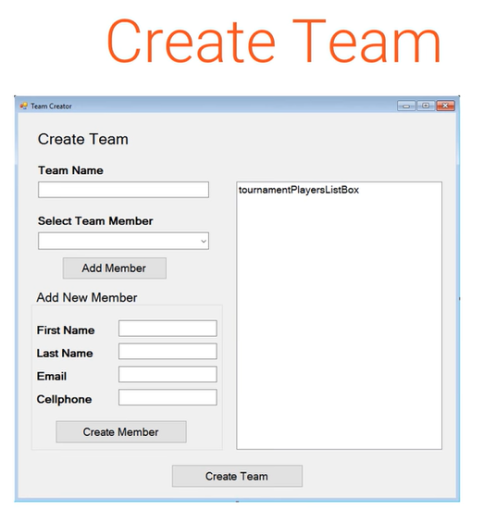 Create Team
Team Creator
Create Team
Team Name
tournamentPlayersListBox
Select Team Member
Add Member
Add New Member
First Name
Last Name
Email
Cellphone
Create Member
Create Team